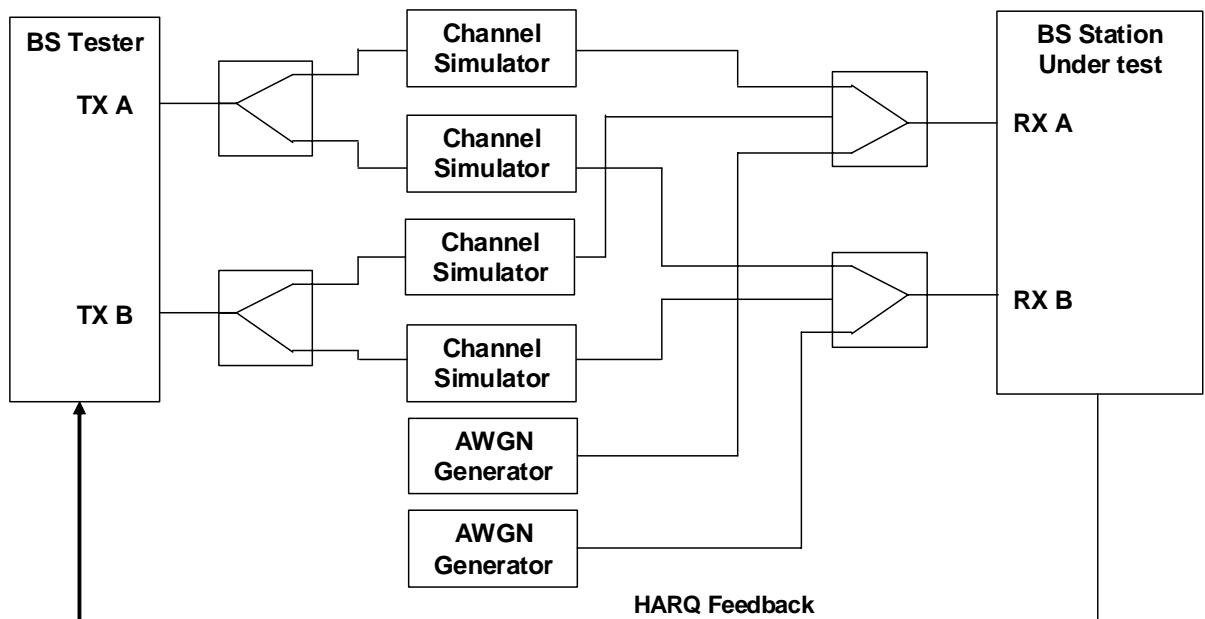 BS Tester
TX A
TX B
Channel
Simulator
Channel
Simulator
Channel
Simulator
Channel
Simulator
AWGN
Generator
AWGN
Generator
BS Station
Under test
RX A
RX B
HARQ Feedback